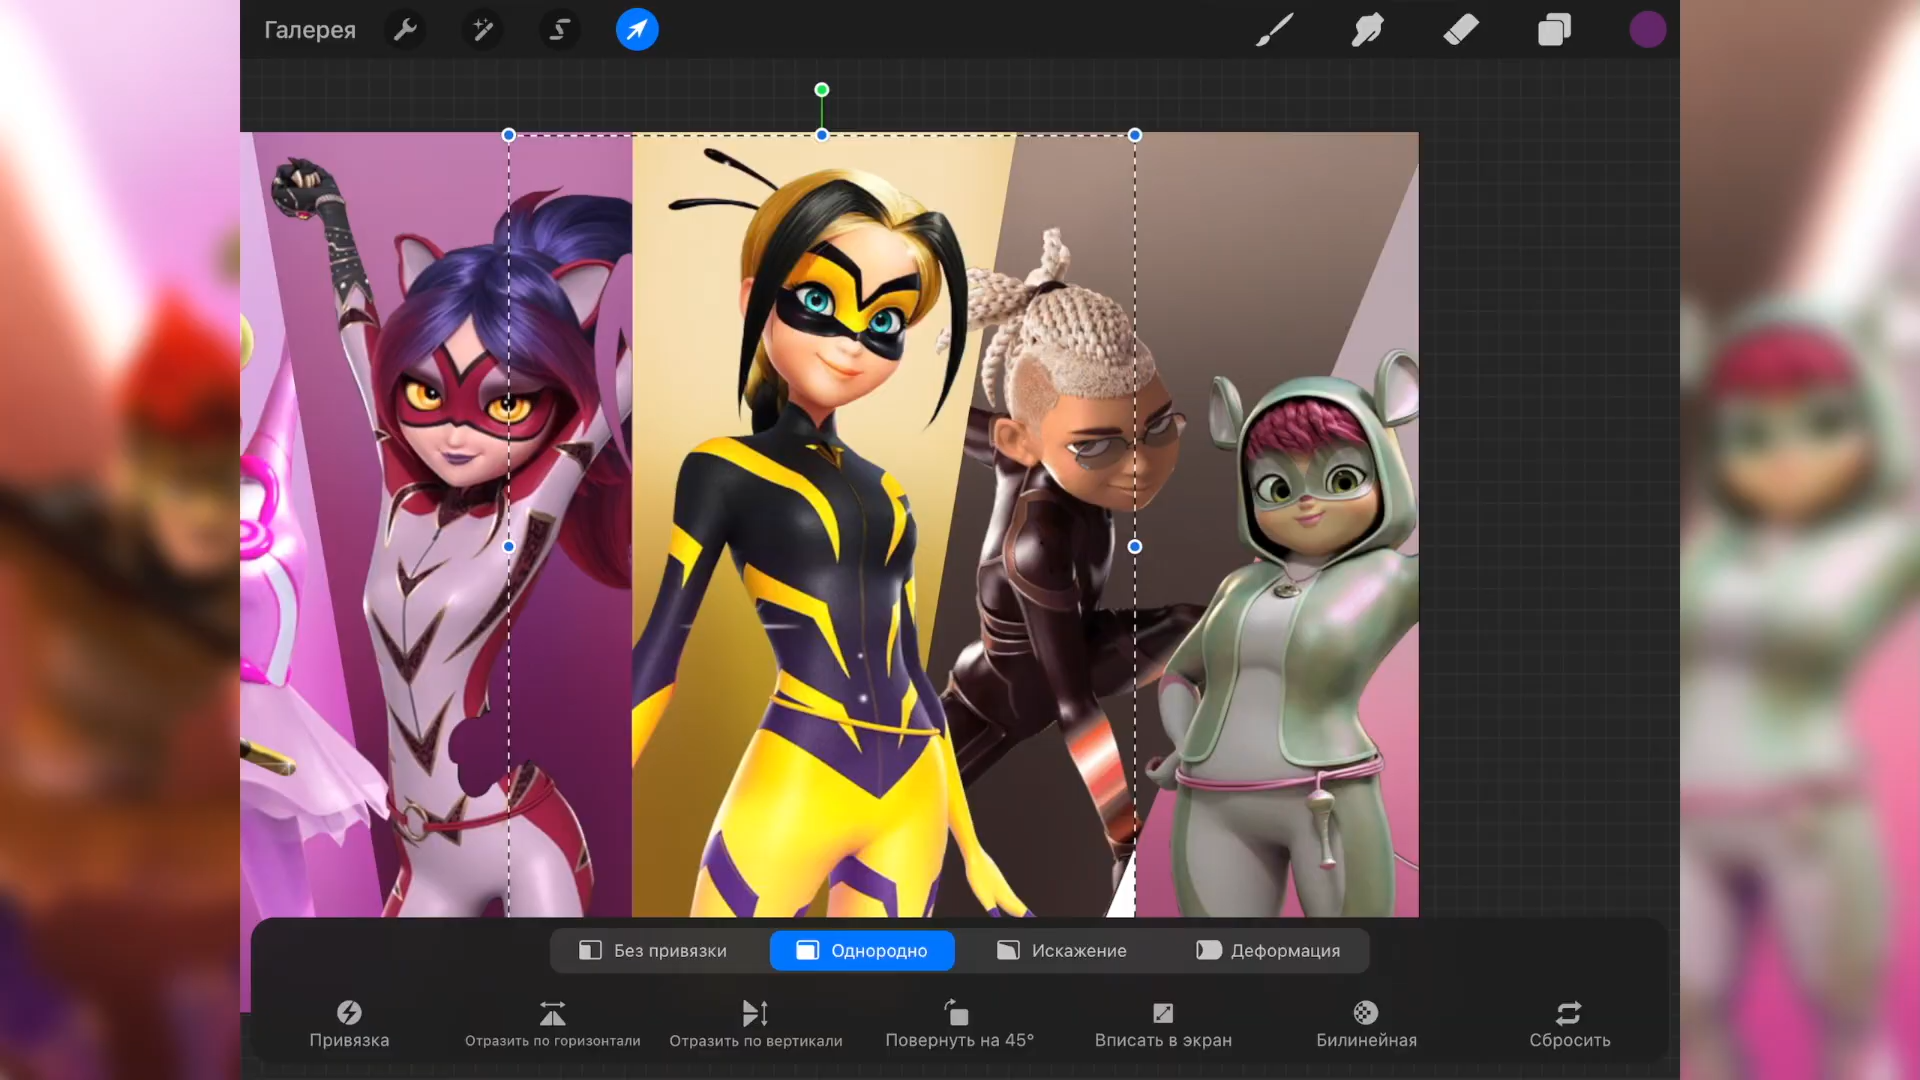 Галерея
Без привязки
Однородно
Искажение
Деформация
Привязка
Отразить по горизонтали
Отразить по вертикали
Повернуть на 45°
Вписать в экран
Билинейная
Сбросить